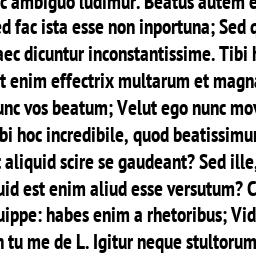 ambiguo ludimur. Beatus autem e
ed fac ista esse non inportuna; Sed c
aec dicuntur inconstantissime. Tibi h
t enim effectrix multarum et magn
unc vos beatum; Velut ego nunc mov
bi hoc incredibile, quod beatissimum
t aliquid scire se gaudeant? Sed ille,
uid est enim aliud esse versutum? C
uippe: habes enim a rhetoribus; Vid
n tu me de L. Igitur neque stultorum